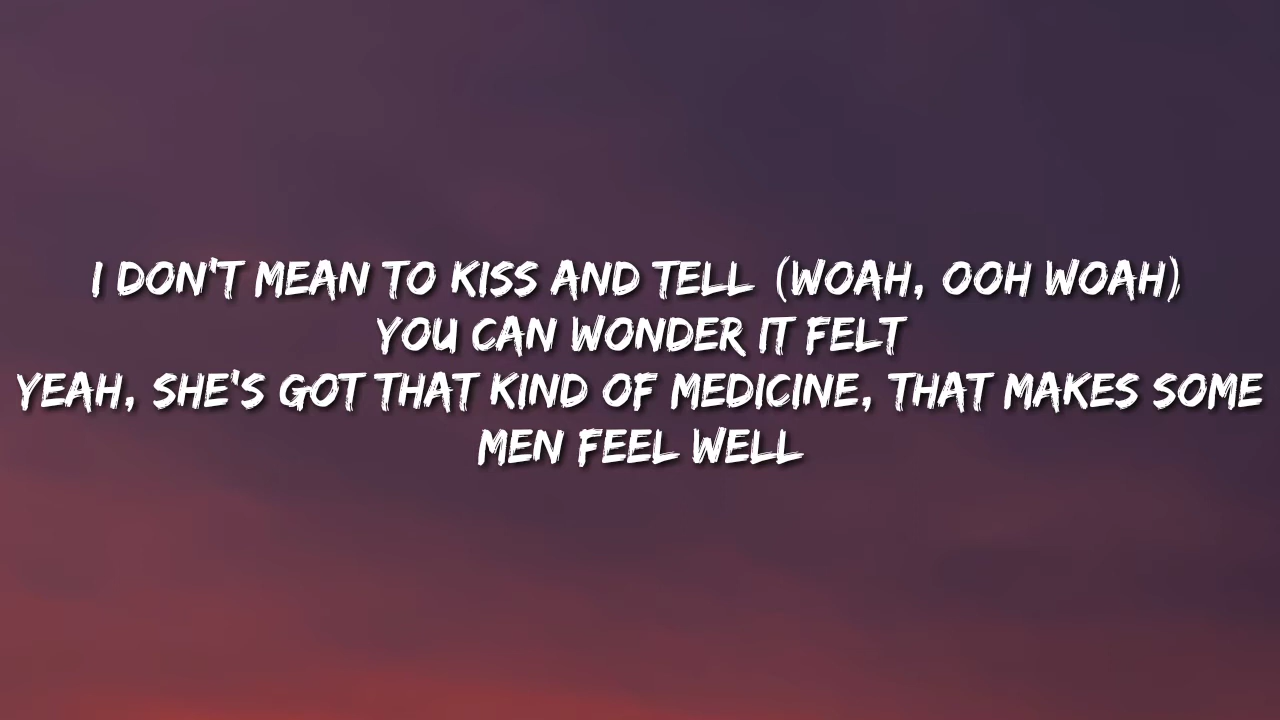 I DON'T MEAN TO KISS AND TELL (WOAH, OOH WOAH)
YOU CAN WONDER IT FELT
YEAH, SHE'S GOT THAT KIND OF MEDICINE, THAT MAKES SOME
MEN FEEL WELL